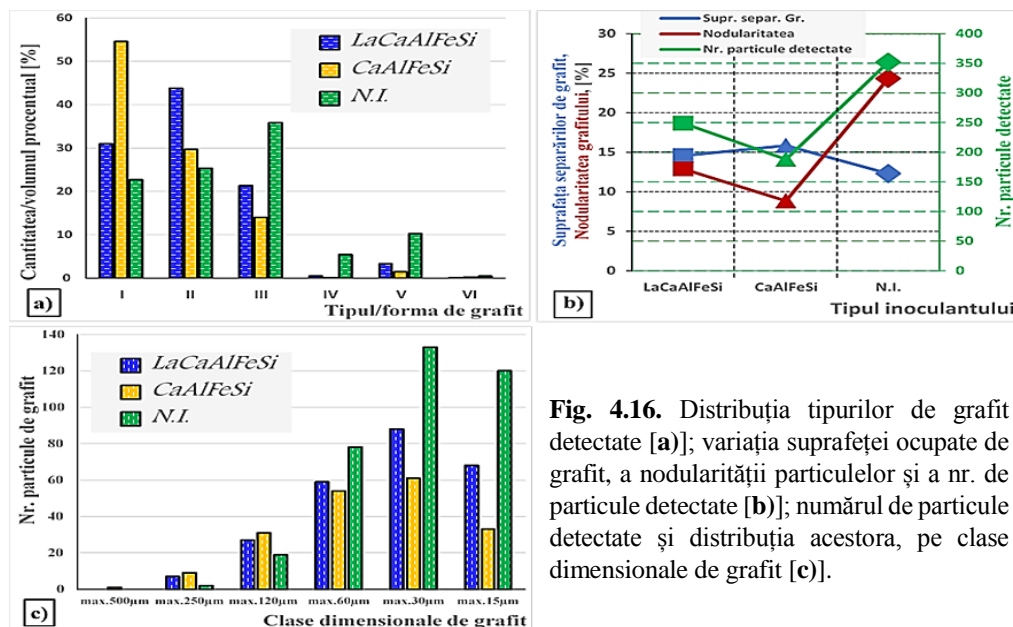 60
50
40
30
20
10
0
Cantitatea/volumul procentual [%]
LaCaAlFeSi
CaAlFeSi
N.I.
I II III IV V VI
a)
Tipul/forma de grafit
Supr. separ. Gr.
Nodularitatea
Nr. particule detectate
30
25
20
15
10
5
0
Suprafața separărilor de grafit,
Nodularitatea grafitului, [%]
400
350
300
250
200
150
100
50
0
Nr. particule detectate
LaCaAlFeSi CaAlFeSi N.I.
b)
Tipul inoculantului
140
120
100
80
60
40
20
0
Nr. particule de grafit
LaCaAlFeSi
CaAlFeSi
N.I.
max.500µm max.250µm max.120µm max.60µm max.30µm max.15µm
c)
Clase dimensionale de grafit
Fig. 4.16. Distribuția tipurilor de grafit
detectate [a)]; variația suprafeței ocupate de
grafit, a nodularității particulelor și a nr. de
particule detectate [b)]; numărul de particule
detectate și distribuția acestora, pe clase
dimensionale de grafit [c)].